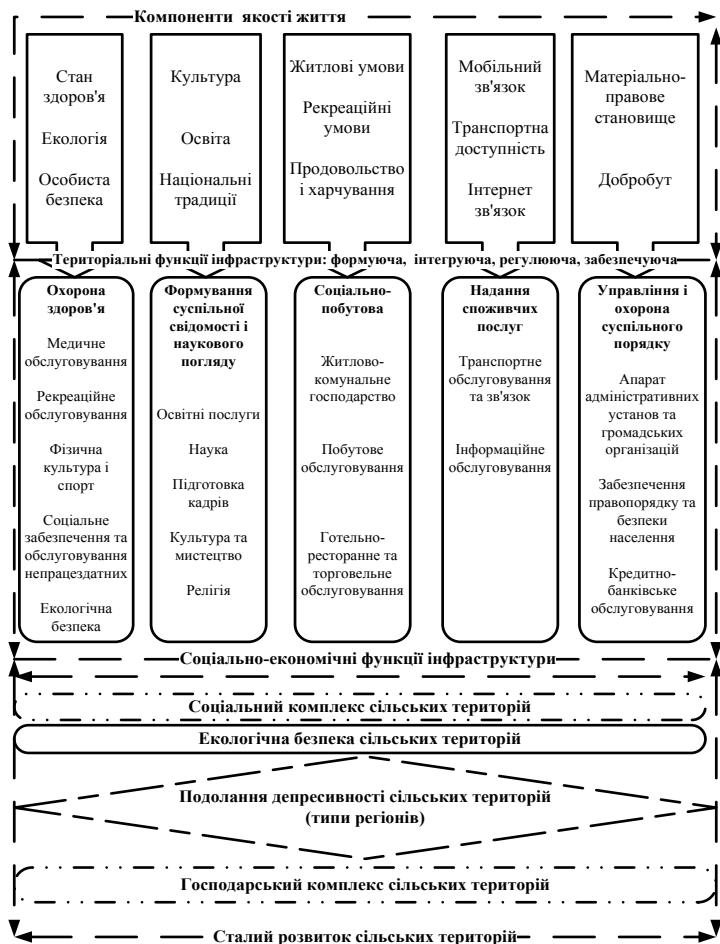 Компоненти якості життя
Стан
здоров'я
Екологія
Особиста
безпека
Культура
Освіта
Національні
традиції
Житлові умови
Рекреаційні
умови
Продовольство
і харчування
Мобільний
зв'язок
Транспортна
доступність
Інтернет
зв'язок
Матеріально-
правове
становище
Добробут
Територіальні функції інфраструктури: формуюча, інтегруюча, регулююча, забезпечуюча
Охорона
здоров'я
Медичне
обслуговування
Рекреаційне
обслуговування
Фізична
культура і
спорт
Соціальне
забезпечення та
обслуговування
непрацездатних
Екологічна
безпека
Формування
суспільної
свідомості і
наукового
погляду
Освітні послуги
Наука
Підготовка
кадрів
Культура та
мистецтво
Релігія
Соціально-
побутова
Житлово-
комунальне
господарство
Побутове
обслуговування
Готельно-
ресторанне та
торговельне
обслуговування
Надання
споживчих
послуг
Транспортне
обслуговування
та зв'язок
Інформаційне
обслуговування
Управління і
охорона
суспільного
порядку
Апарат
адміністративних
установ та
громадських
організацій
Забезпечення
правопорядку та
безпеки
населення
Кредитно-
банківське
обслуговування
Соціально-економічні функції інфраструктури
Соціальний комплекс сільських територій
Екологічна безпека сільських територій
Подолання депресивності сільських територій
(типи регіонів)
Господарський комплекс сільських територій
Сталий розвиток сільських територій